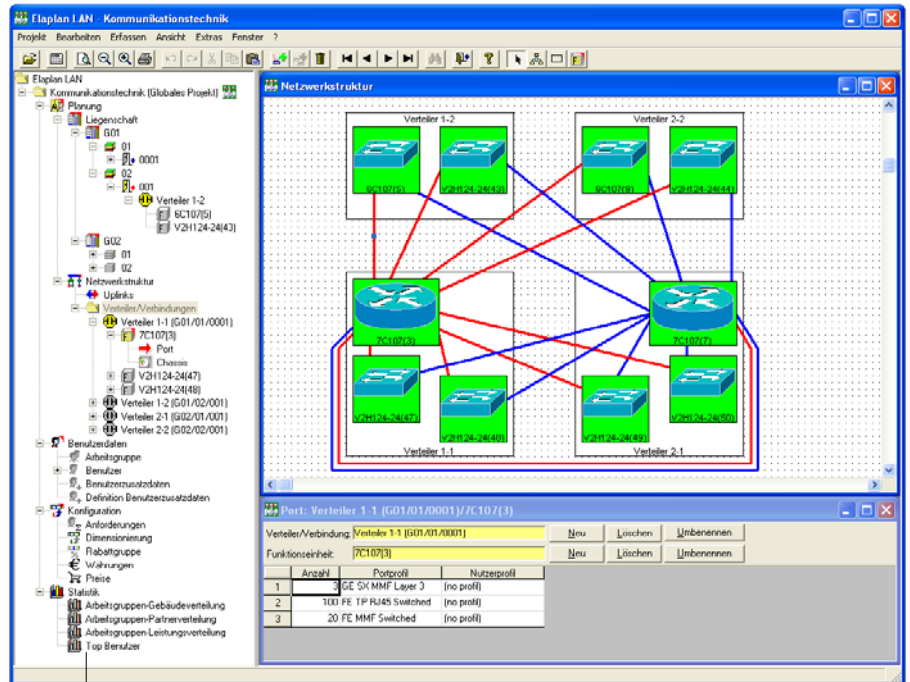 Elaplan LAN - Kommunikationstechnik
Projekt Bearbeiten Erfassen Ansicht Extras Fenster ?
Elaplan LAN
Kommunikationstechnik (Globales Projekt)
Planung
Liegenschaft
G01
01
0001
02
001
Verteiler 1-2
6C107(5)
V2H124-24(43)
G02
01
02
Netzwerkstruktur
Uplinks
Verteiler/Verbindungen
Verteiler 1-1 (G01/01/0001)
7C107(3)
Port
Chassis
V2H124-24(47)
V2H124-24(48)
Verteiler 1-2 (G01/02/001)
Verteiler 2-1 (G02/01/001)
Verteiler 2-2 (G02/02/001)
Benutzerdaten
Arbeitsgruppe
Benutzer
Benutzerzusatzdaten
Definition Benutzerzusatzdaten
Konfiguration
Anforderungen
Dimensionierung
Rabattgruppe
Währungen
Preise
Statistik
Arbeitsgruppen-Gebäudeverteilung
Arbeitsgruppen-Partnerverteilung
Arbeitsgruppen-Leistungsverteilung
Top Benutzer
Netzwerkstruktur
Verteiler 1-2
Verteiler 2-2
6C107(5)
V2H124-24(43)
6C107(9)
V2H124-24(44)
7C107(3)
7C107(7)
V2H124-24(47)
V2H124-24(48)
V2H124-24(49)
V2H124-24(50)
Verteiler 1-1
Verteiler 2-1
Port: Verteiler 1-1 (G01/01/0001)/7C107(3)
Verteiler/Verbindung: Verteiler 1-1 (G01/01/0001) Neu Löschen Umbenennen
Funktionseinheit: 7C107(3) Neu Löschen Umbenennen
Anzahl Portprofil Nutzerprofil
1 3 GE SX MMF Layer 3 (no profil)
2 100 FE TP RJ45 Switched (no profil)
3 20 FE MMF Switched (no profil)